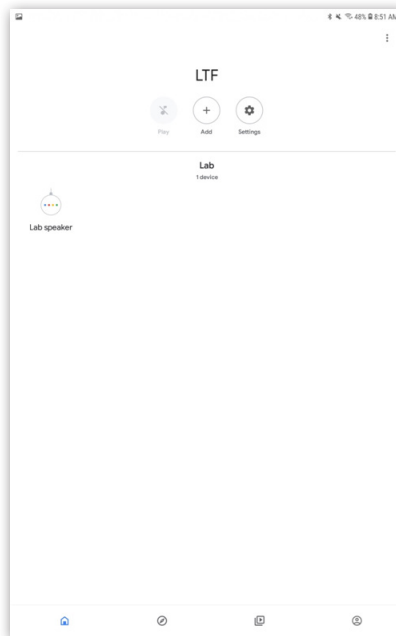 48% 8:51 AM
LTF
Play
Add
Settings
Lab
1 device
Lab speaker